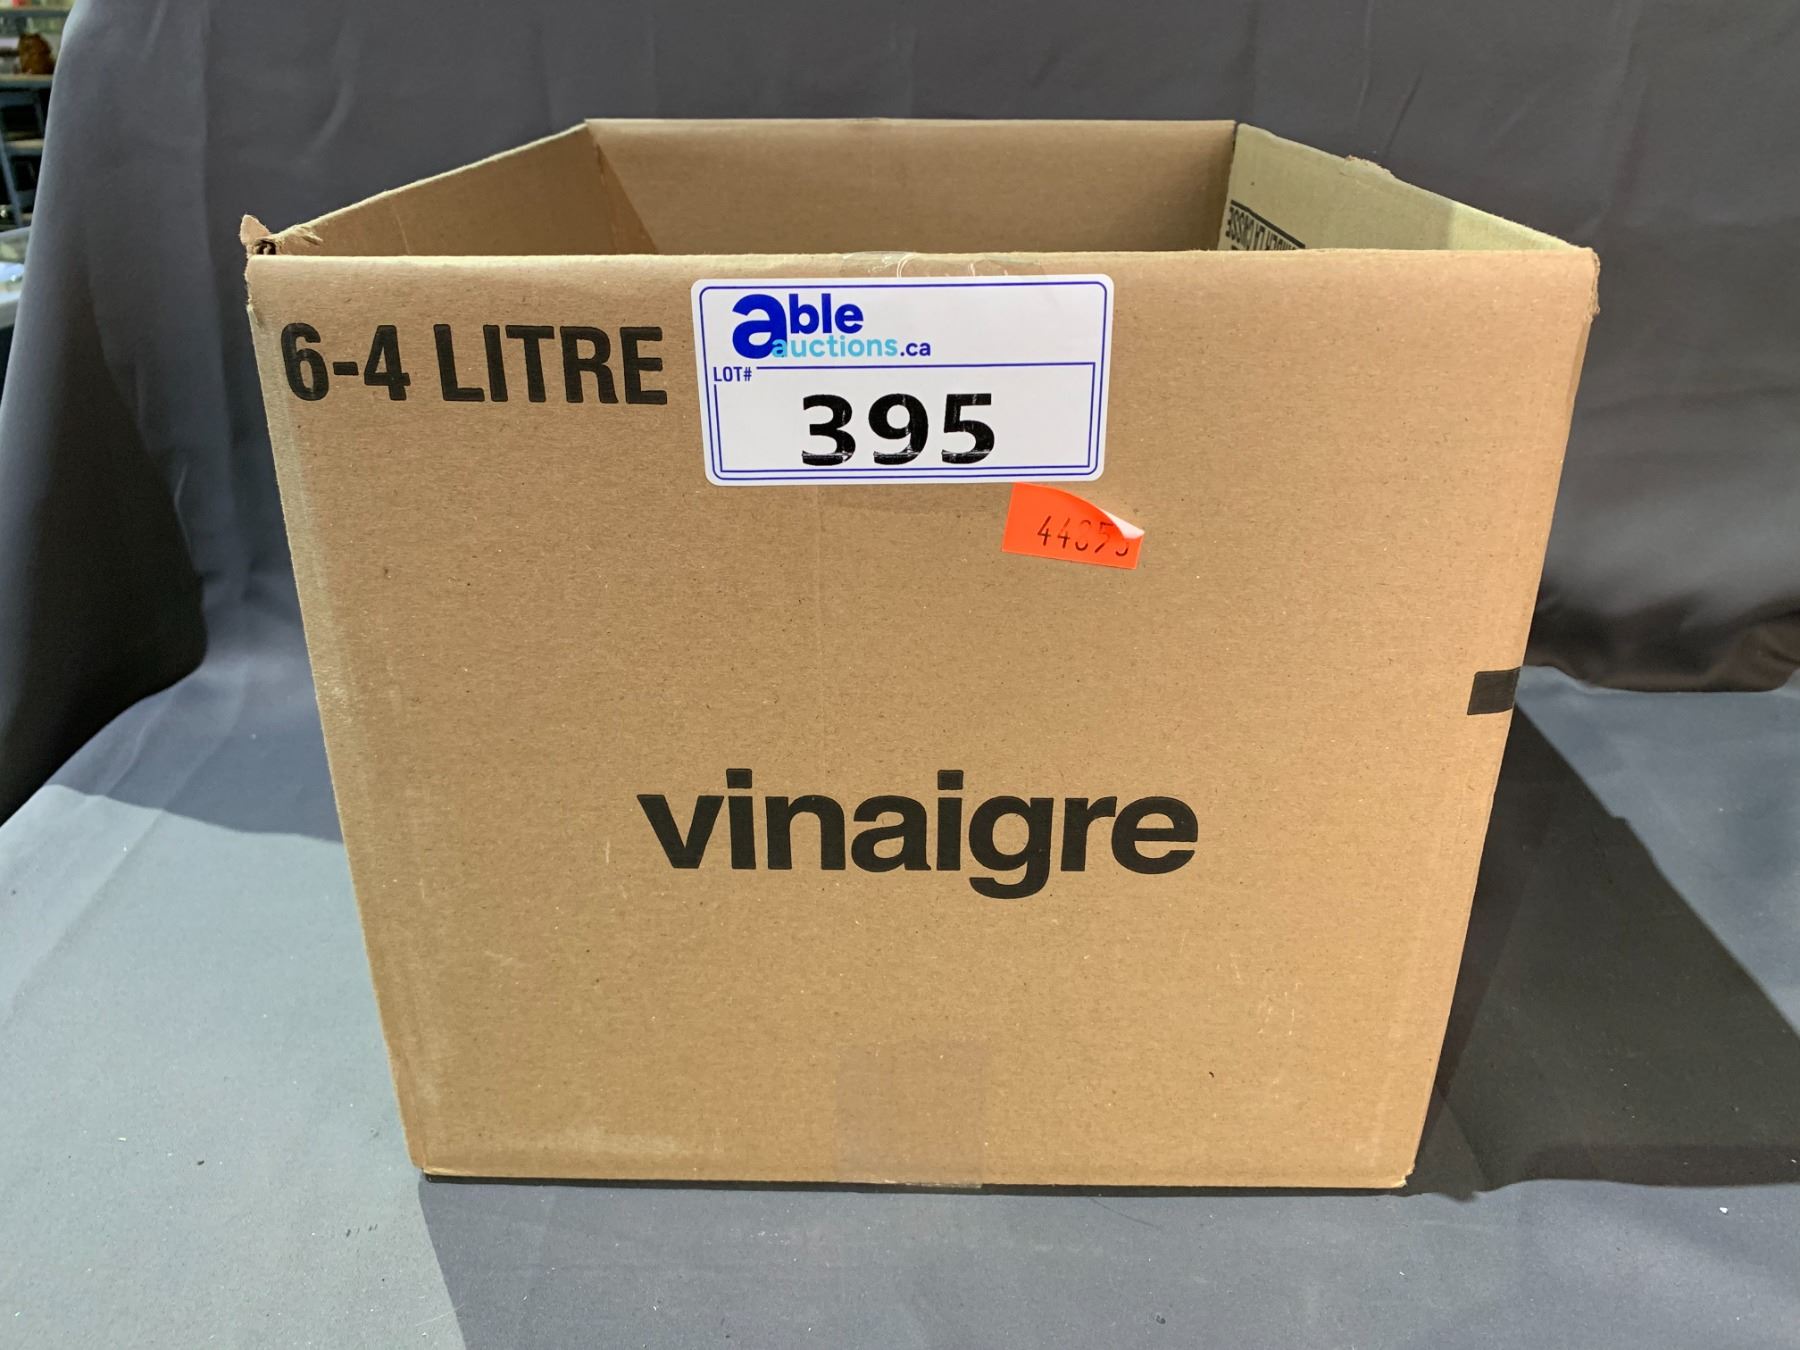 6-4 LITRE
able
auctions.ca
LOT#
395
vinaigre